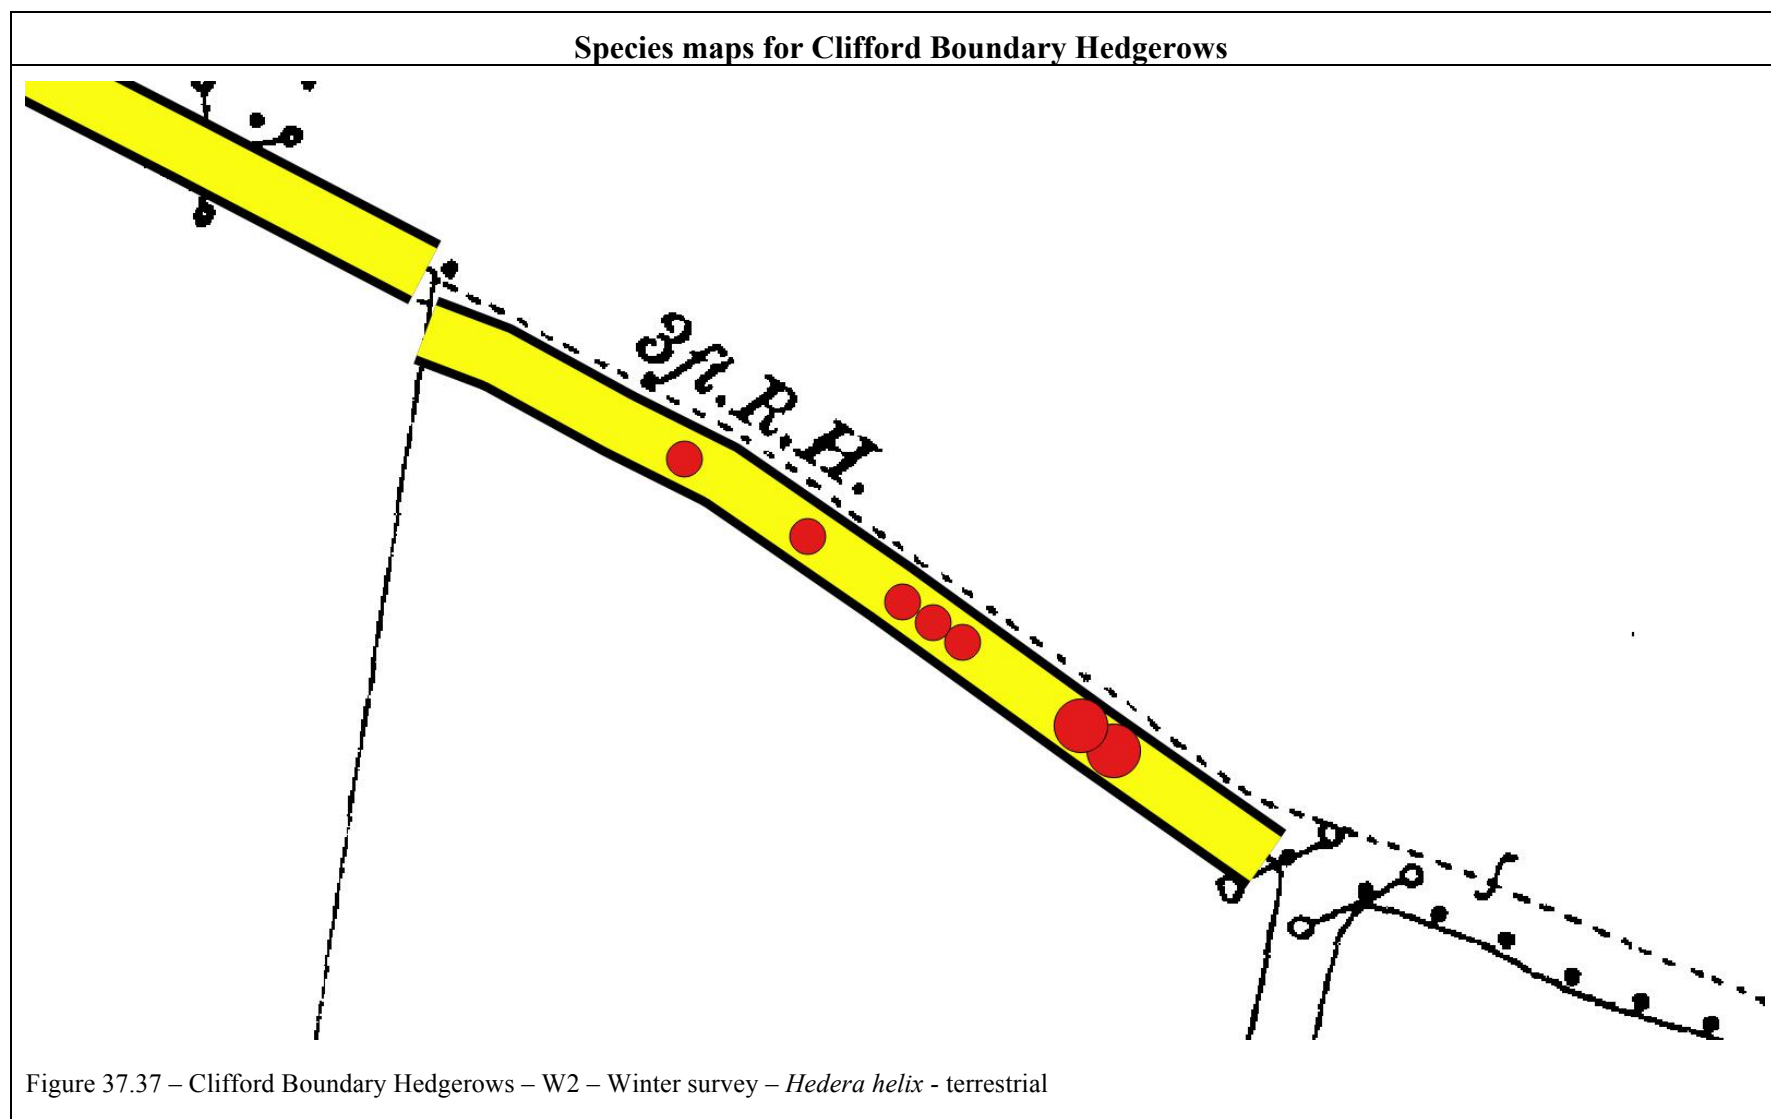 Species maps for Clifford Boundary Hedgerows
3ft. R. H.
f
Figure 37.37 – Clifford Boundary Hedgerows – W2 – Winter survey – Hedera helix - terrestrial